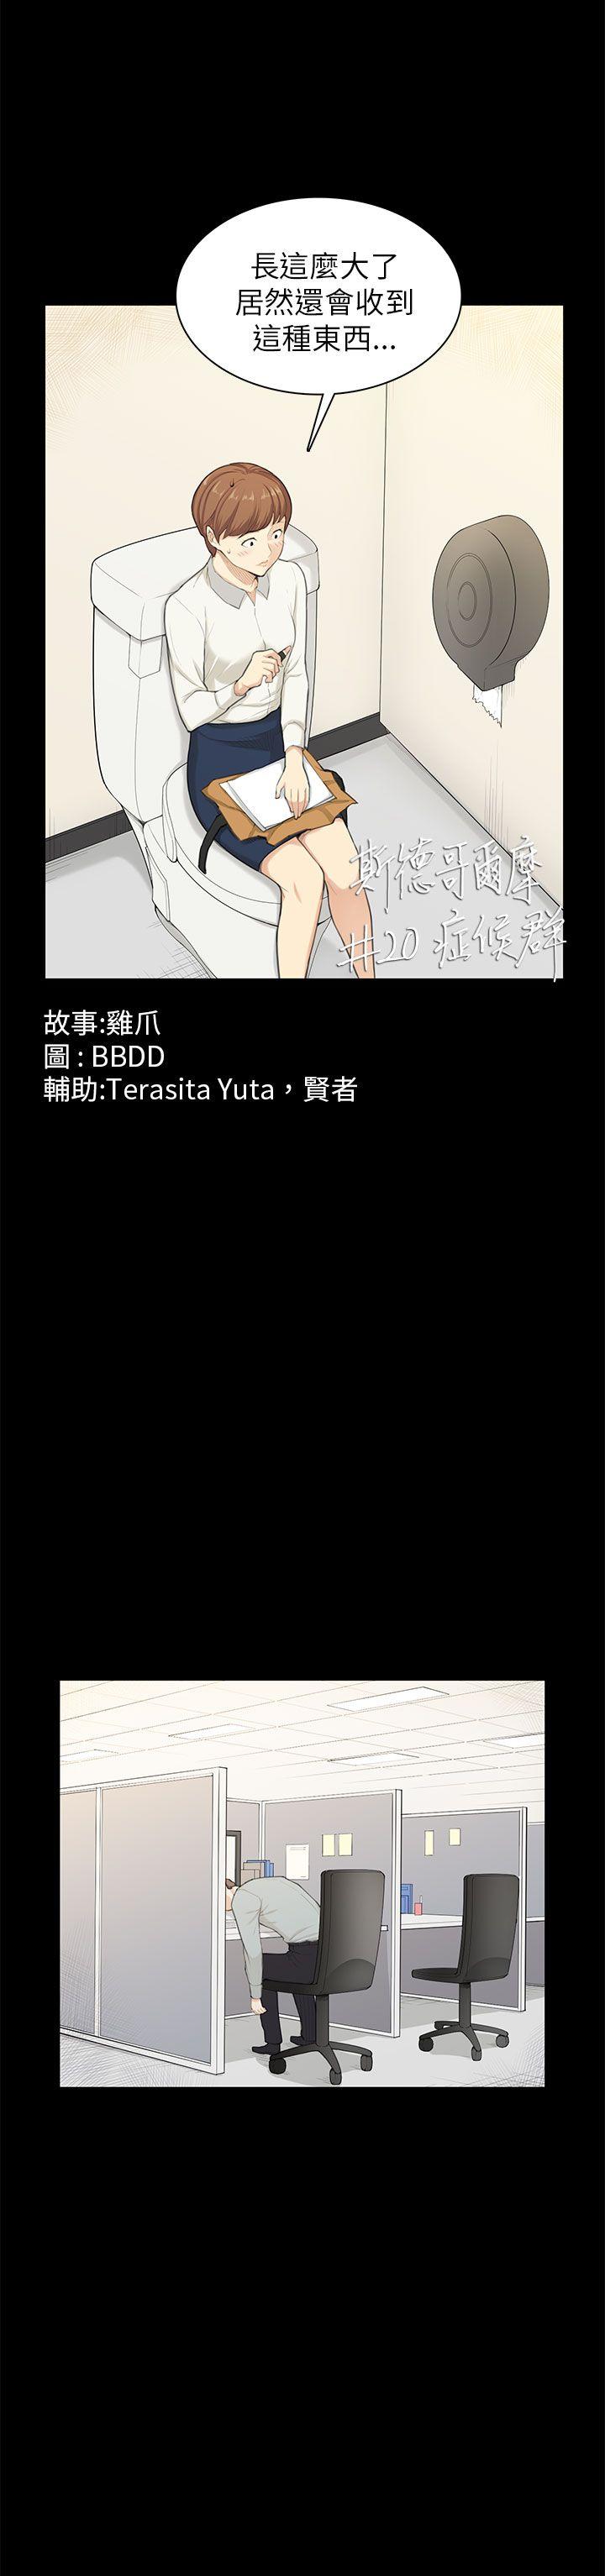 長這麼大了
居然還會收到
這種東西...
斯德哥爾摩
#20 症候群
故事:雞爪
圖 : BBDD
輔助:Terasita Yuta，賢者